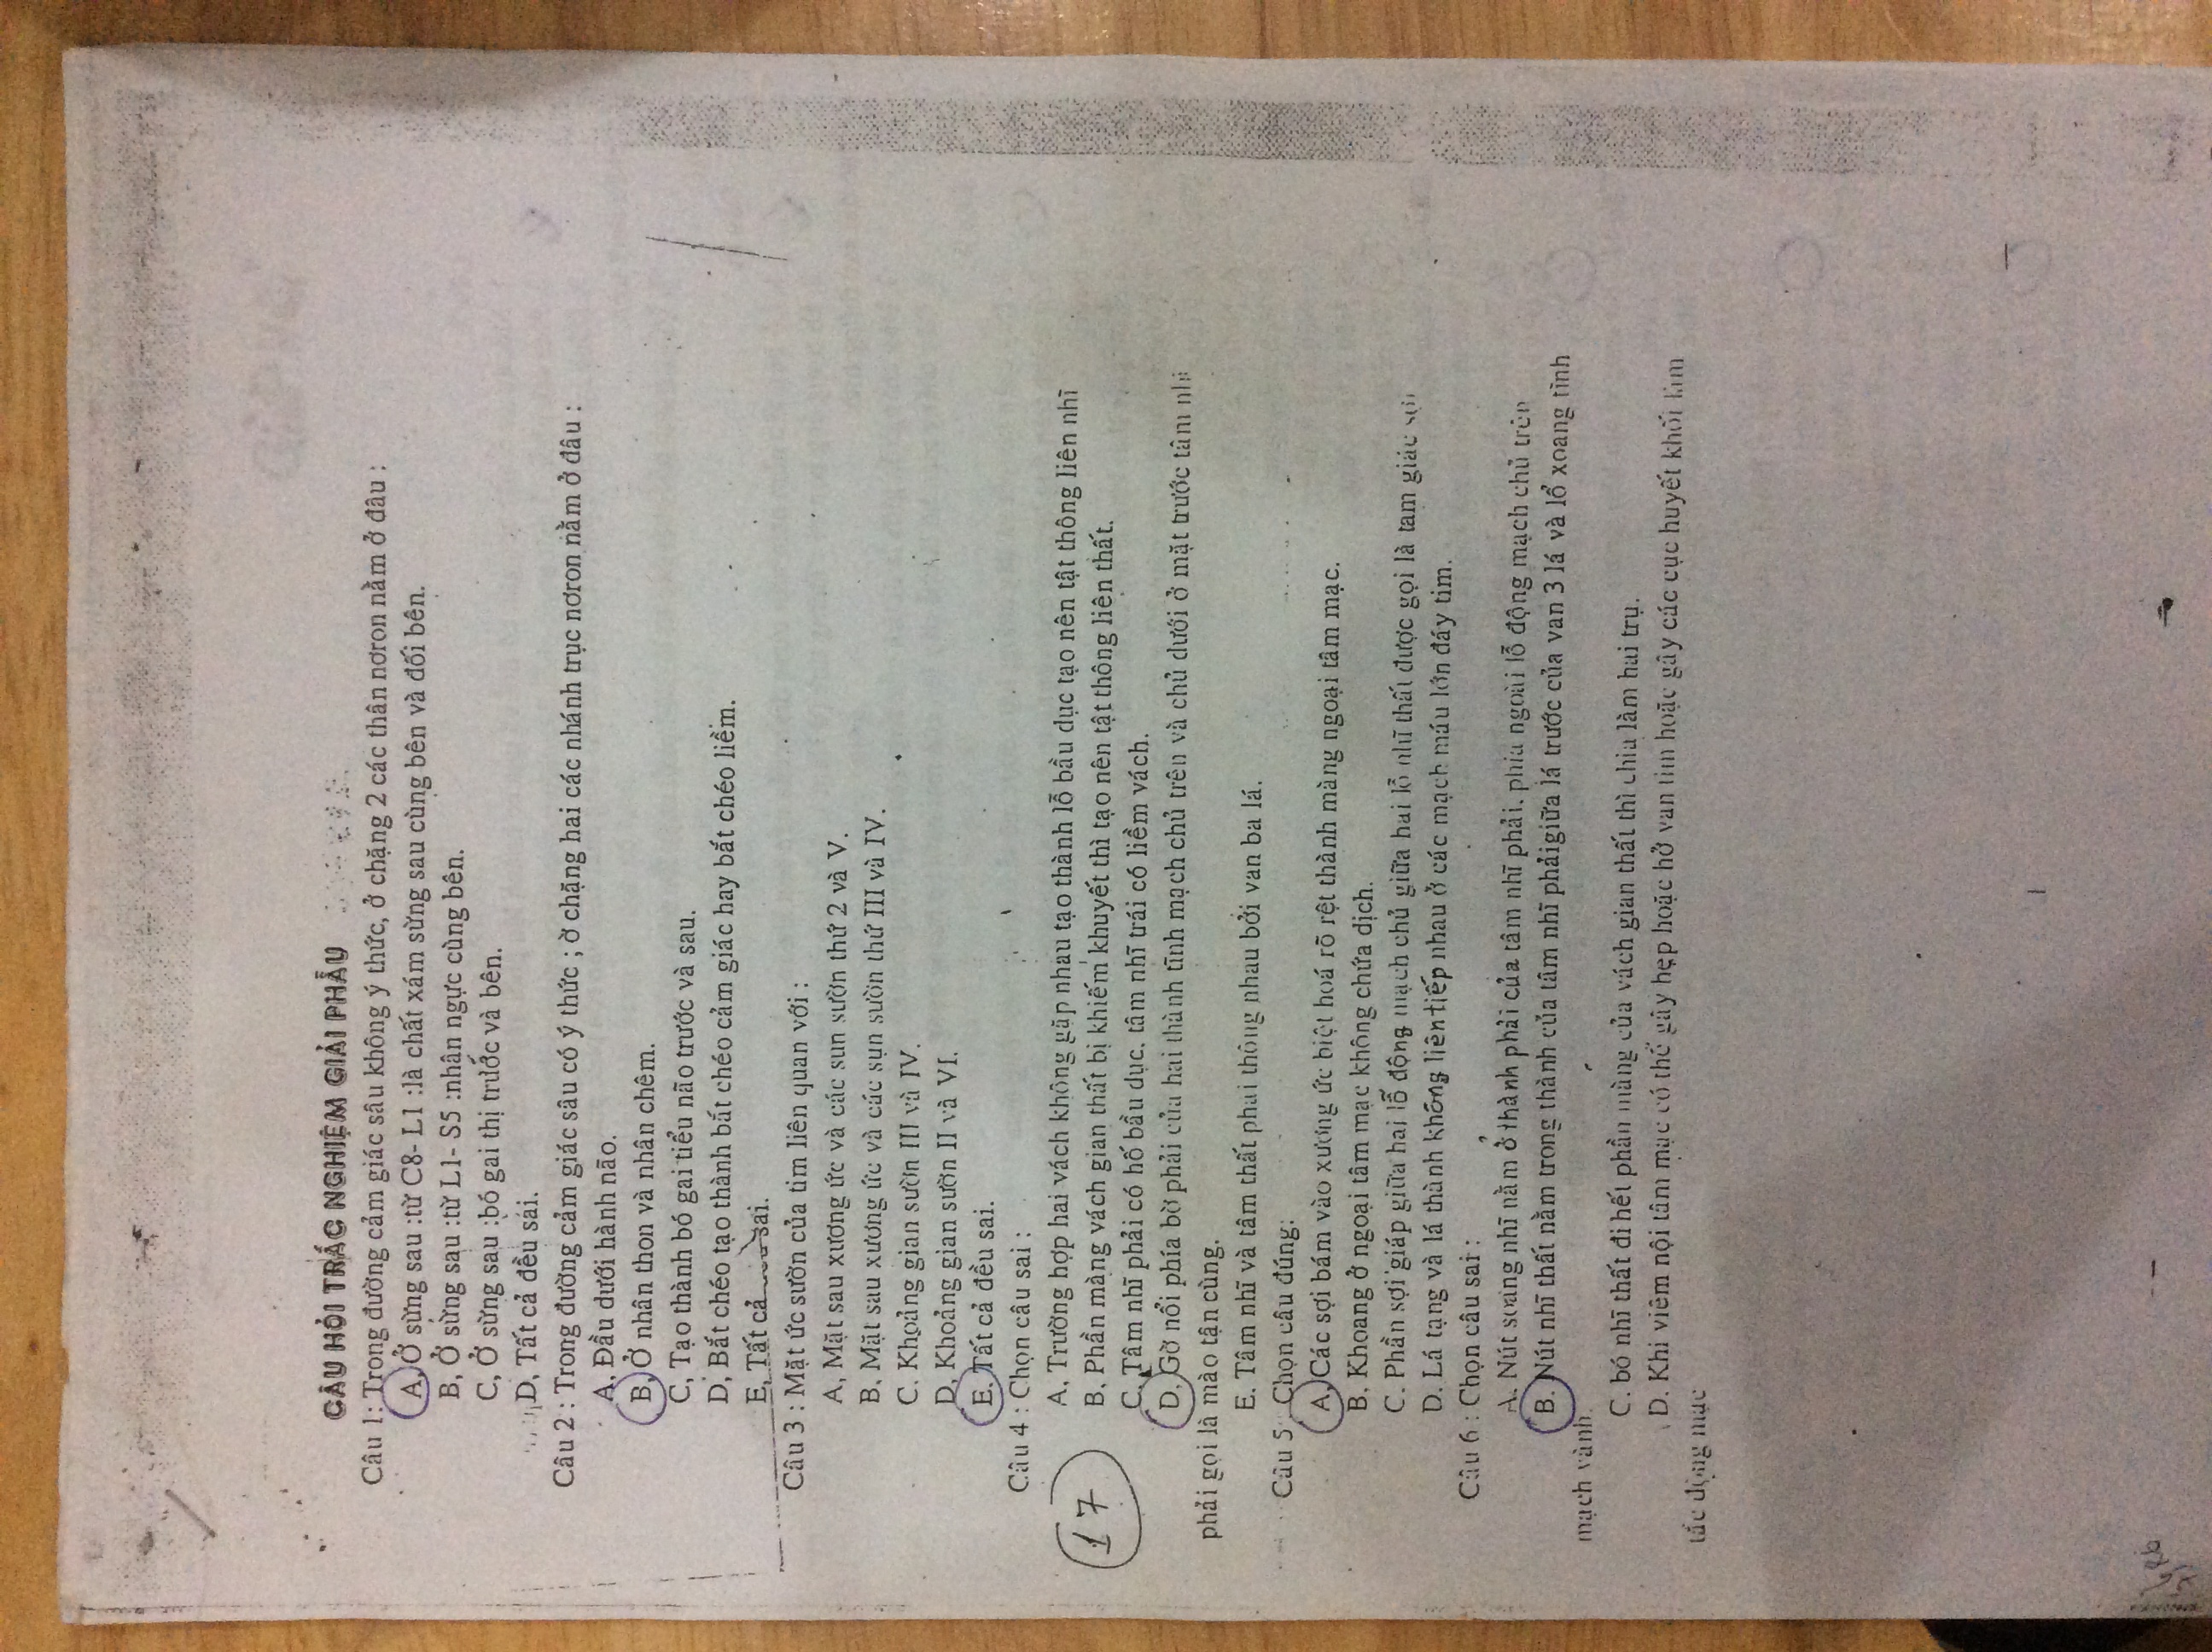 CÂU HỎI TRẮC NGHIỆM GIẢI PHẪU
Câu 1: Trong đường cảm giác sâu không ý thức, ở chặng 2 các thân nơron nằm ở đâu :
A, Ở sừng sau :từ C8- L1 :là chất xám sừng sau cùng bên và đối bên.
B, Ở sừng sau :từ L1- S5 :nhân ngực cùng bên.
C, Ở sừng sau :bó gai thị trước và bên.
D, Tất cả đều sai.
Câu 2 : Trong đường cảm giác sâu có ý thức ; ở chặng hai các nhánh trục nơron nằm ở đâu :
A, Đầu dưới hành não.
B, Ở nhân thon và nhân chêm.
C, Tạo thành bó gai tiểu não trước và sau.
D, Bắt chéo tạo thành bắt chéo cảm giác hay bắt chéo liềm.
E, Tất cả sai.
Câu 3 : Mặt ức sườn của tim liên quan với :
A, Mặt sau xương ức và các sun sườn thứ 2 và V.
B. Mặt sau xương ức và các sụn sườn thứ III và IV.
C. Khoảng gian sườn III và IV.
D, Khoảng gian sườn II và VI.
E. Tất cả đều sai.
Câu 4 : Chọn câu sai :
A, Trường hợp hai vách không gặp nhau tạo thành lỗ bầu dục tạo nên tật thông liên nhĩ
17
B. Phần màng vách gian thất bị khiếm khuyết thì tạo nên tật thông liên thất.
C. Tâm nhĩ phải có hố bầu dục. tâm nhĩ trái có liềm vách.
D. Gờ nổi phía bờ phải của hai thành tĩnh mạch chủ trên và chủ dưới ở mặt trước tâm nhĩ
phải gọi là mào tận cùng.
E. Tâm nhĩ và tâm thất phải thông nhau bởi van ba lá.
Câu 5 : Chọn câu đúng:
A, Các sợi bám vào xương ức biệt hoá rõ rệt thành màng ngoại tâm mạc.
B. Khoang ở ngoại tâm mạc không chứa dịch.
C. Phần sợi giáp giữa hai lỗ động mạch chủ giữa hai lỗ nhĩ thất được gọi là tam giác sợi
D. Lá tạng và lá thành không liên tiếp nhau ở các mạch máu lớn đáy tim.
Câu 6 : Chọn câu sai :
A. Nút soang nhĩ nằm ở thành phải của tâm nhĩ phải. phía ngoài lỗ động mạch chủ trên
B. Nút nhĩ thất nằm trong thành của tâm nhĩ phảigiữa lá trước của van 3 lá và lổ xoang tĩnh
mạch vành.
C. bó nhĩ thất đi hết phần màng của vách gian thất thì chia làm hai trụ.
D. Khi viêm nội tâm mạc có thể gây hẹp hoặc hở van tim hoặc gây các cục huyết khối làm
tắc động mạc